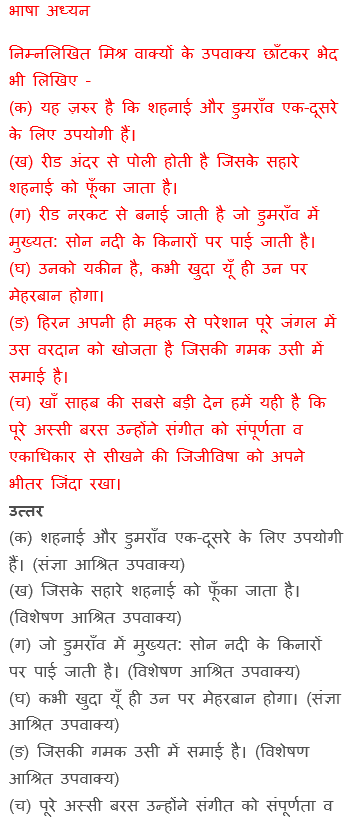 भाषा अध्यन
निम्नलिखित मिश्र वाक्यों के उपवाक्य छाँटकर भेद
भी लिखिए -
(क) यह ज़रुर है कि शहनाई और डुमराँव एक-दूसरे
के लिए उपयोगी हैं।
(ख) रीड अंदर से पोली होती है जिसके सहारे
शहनाई को फूँका जाता है।
(ग) रीड नरकट से बनाई जाती है जो डुमराँव में
मुख्यत: सोन नदी के किनारों पर पाई जाती है।
(घ) उनको यकीन है, कभी खुदा यूँ ही उन पर
मेहरबान होगा।
(ङ) हिरन अपनी ही महक से परेशान पूरे जंगल में
उस वरदान को खोजता है जिसकी गमक उसी में
समाई है।
(च) खाँ साहब की सबसे बड़ी देन हमें यही है कि
पूरे अस्सी बरस उन्होंने संगीत को संपूर्णता व
एकाधिकार से सीखने की जिजीविषा को अपने
भीतर जिंदा रखा।
उत्तर
(क) शहनाई और डुमराँव एक-दूसरे के लिए उपयोगी
हैं। (संज्ञा आश्रित उपवाक्य)
(ख) जिसके सहारे शहनाई को फूँका जाता है।
(विशेषण आश्रित उपवाक्य)
(ग) जो डुमराँव में मुख्यत: सोन नदी के किनारों
पर पाई जाती है। (विशेषण आश्रित उपवाक्य)
(घ) कभी खुदा यूँ ही उन पर मेहरबान होगा। (संज्ञा
आश्रित उपवाक्य)
(ङ) जिसकी गमक उसी में समाई है। (विशेषण
आश्रित उपवाक्य)
(च) पूरे अस्सी बरस उन्होंने संगीत को संपूर्णता व